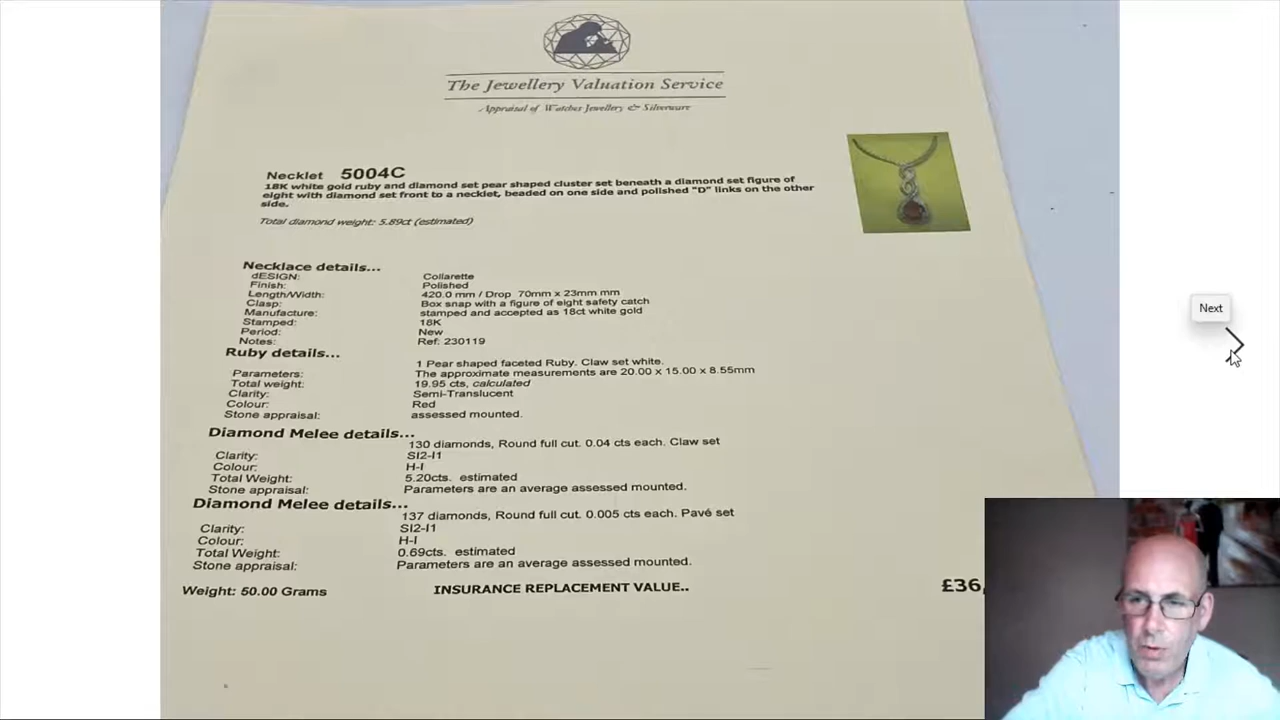 The Jewellery Valuation Service
Appraisal of Watches Jewellery & Silverware
Necklet 5004C
18K white gold ruby and diamond set pear shaped cluster set beneath a diamond set figure of
eight with diamond set front to a necklet, beaded on one side and polished "D" links on the other
side.
Total diamond weight: 5.89ct (estimated)
Necklace details...
dESIGN: Collarette
Finish: Polished
Length/Width: 420.0 mm / Drop 70mm x 23mm mm
Clasp: Box snap with a figure of eight safety catch
Manufacture: stamped and accepted as 18ct white gold
Stamped: 18K
Period: New
Notes: Ref: 230119
Ruby details...
1 Pear shaped faceted Ruby. Claw set white.
Parameters: The approximate measurements are 20.00 x 15.00 x 8.55mm
Total weight: 19.95 cts, calculated
Clarity: Semi-Translucent
Colour: Red
Stone appraisal: assessed mounted.
Diamond Melee details...
130 diamonds, Round full cut. 0.04 cts each. Claw set
Clarity: SI2-I1
Colour: H-I
Total Weight: 5.20cts. estimated
Stone appraisal: Parameters are an average assessed mounted.
Diamond Melee details...
137 diamonds, Round full cut. 0.005 cts each. Pavé set
Clarity: SI2-I1
Colour: H-I
Total Weight: 0.69cts. estimated
Stone appraisal: Parameters are an average assessed mounted.
Weight: 50.00 Grams INSURANCE REPLACEMENT VALUE.. £36,
Next